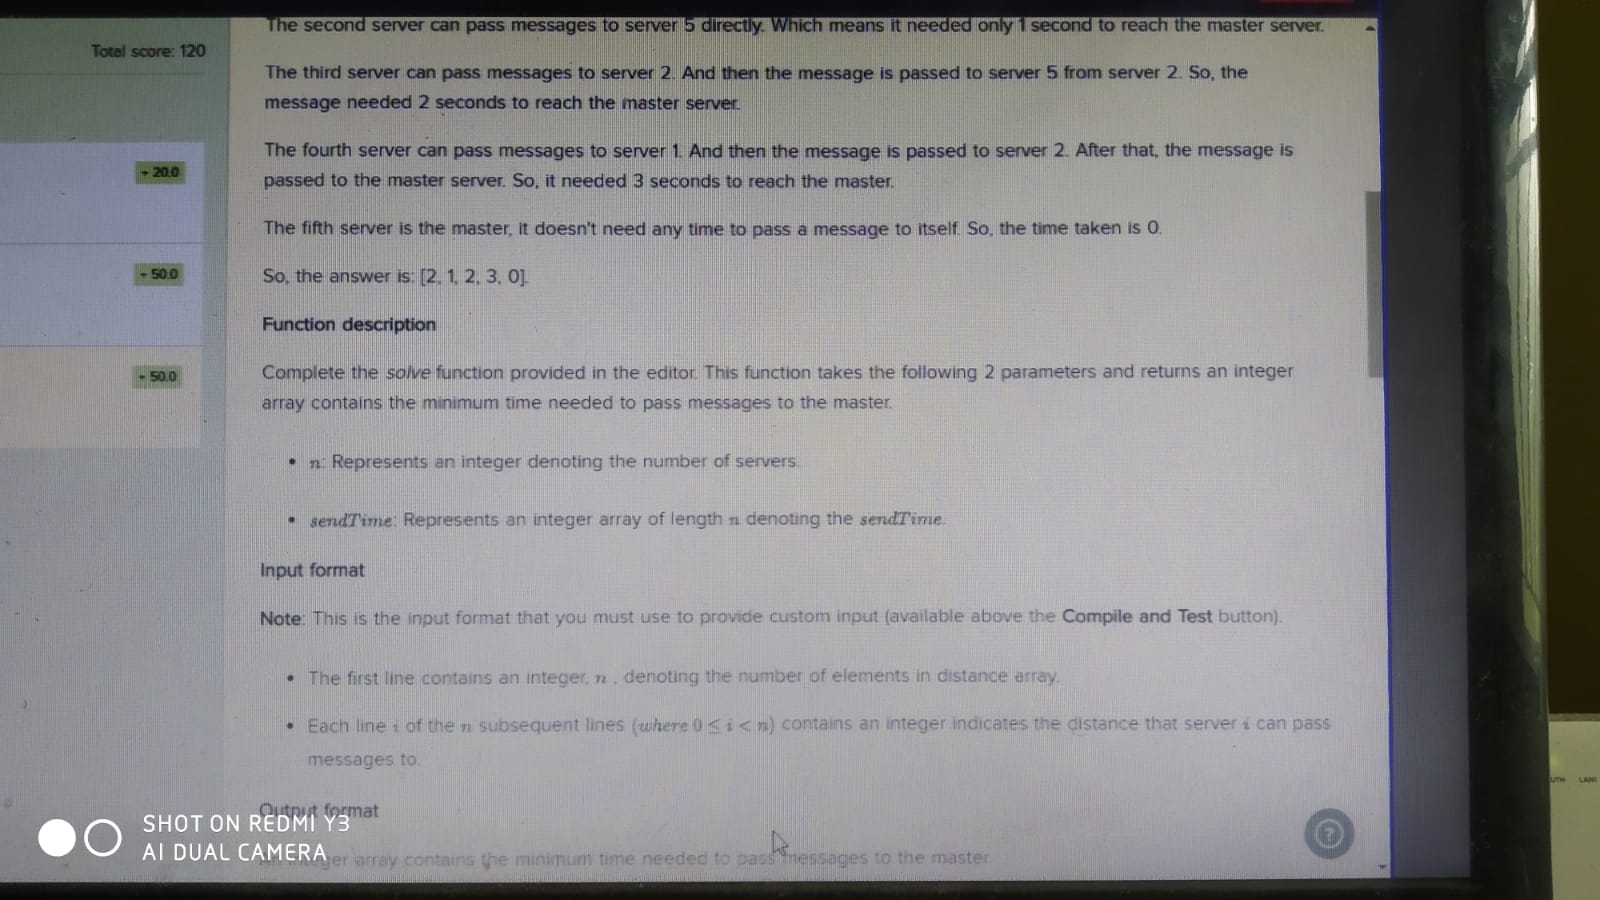 The second server can pass messages to server 5 directly. Which means it needed only 1 second to reach the master server.
Total score: 120
The third server can pass messages to server 2. And then the message is passed to server 5 from server 2. So, the
message needed 2 seconds to reach the master server.
The fourth server can pass messages to server 1. And then the message is passed to server 2. After that, the message is
passed to the master server. So, it needed 3 seconds to reach the master.
+ 20.0
The fifth server is the master, it doesn't need any time to pass a message to itself. So, the time taken is 0.
So, the answer is: [2, 1, 2, 3, 0].
+ 50.0
Function description
Complete the solve function provided in the editor. This function takes the following 2 parameters and returns an integer
array contains the minimum time needed to pass messages to the master.
+ 50.0
• n: Represents an integer denoting the number of servers.
• sendTime: Represents an integer array of length n denoting the sendTime.
Input format
Note: This is the input format that you must use to provide custom input (available above the Compile and Test button).
• The first line contains an integer, n , denoting the number of elements in distance array.
• Each line i of the n subsequent lines (where 0 ≤ i < n) contains an integer indicates the distance that server i can pass
messages to.
Output format
integer array contains the minimum time needed to pass messages to the master.
SHOT ON REDMI Y3
AI DUAL CAMERA
?
UTH LANI